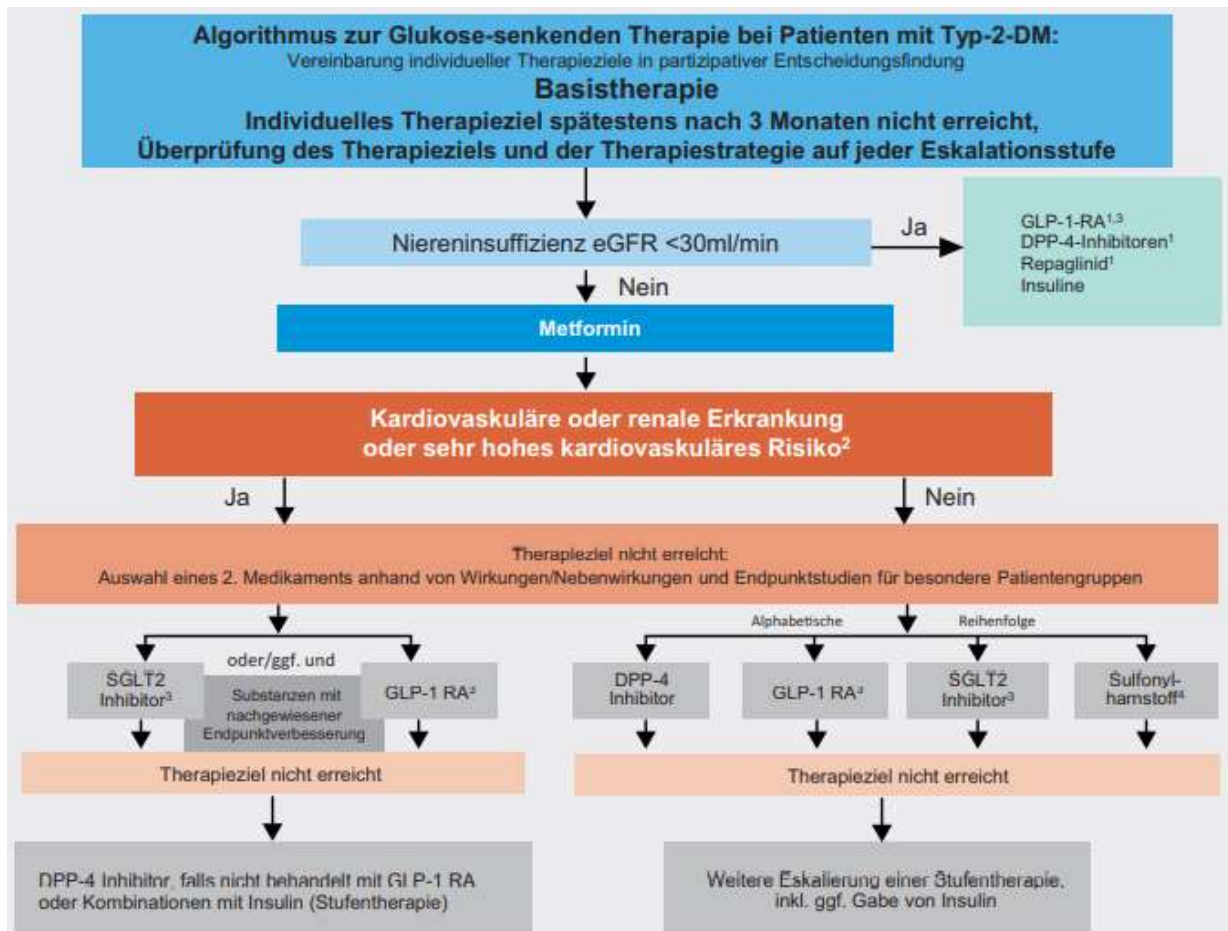 Algorithmus zur Glukose-senkenden Therapie bei Patienten mit Typ-2-DM:
Vereinbarung individueller Therapieziele in partizipativer Entscheidungsfindung
Basistherapie
Individuelles Therapieziel spätestens nach 3 Monaten nicht erreicht,
Überprüfung des Therapieziels und der Therapiestrategie auf jeder Eskalationsstufe
Niereninsuffizienz eGFR <30ml/min
Ja
GLP-1-RA¹,³
DPP-4-Inhibitoren¹
Repaglinid¹
Insuline
Nein
Metformin
Kardiovaskuläre oder renale Erkrankung
oder sehr hohes kardiovaskuläres Risiko²
Ja
Nein
Therapieziel nicht erreicht:
Auswahl eines 2. Medikaments anhand von Wirkungen/Nebenwirkungen und Endpunktstudien für besondere Patientengruppen
Alphabetische Reihenfolge
SGLT2
Inhibitor³
oder/ggf. und
Substanzen mit
nachgewiesener
Endpunktverbesserung
GLP-1 RA³
DPP-4
Inhibitor
GLP-1 RA³
SGLT2
Inhibitor³
Sulfonyl-
harnstoff⁴
Therapieziel nicht erreicht
Therapieziel nicht erreicht
DPP-4 Inhibitor, falls nicht behandelt mit GLP-1 RA
oder Kombinationen mit Insulin (Stufentherapie)
Weitere Eskalierung einer Stufentherapie,
inkl. ggf. Gabe von Insulin